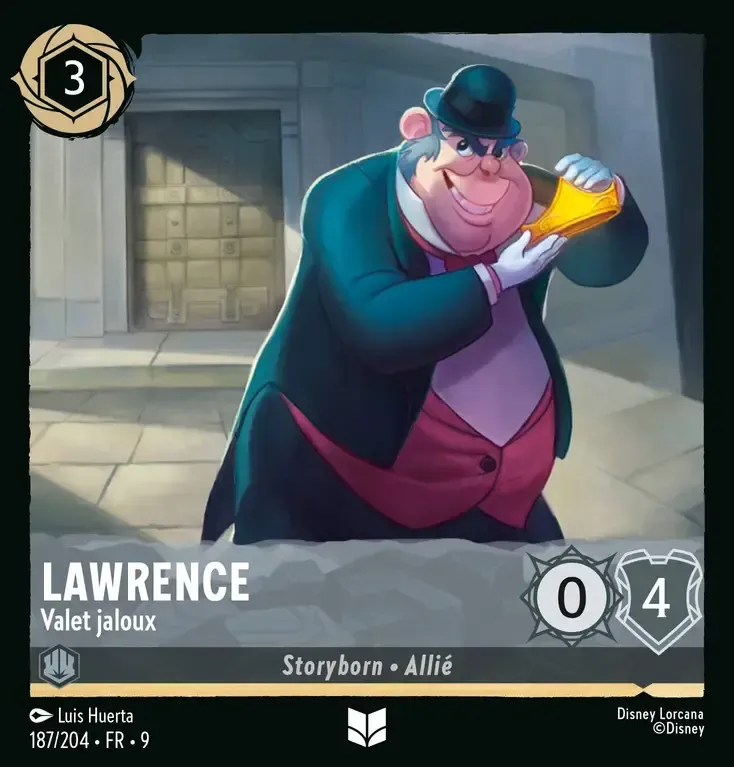 3
LAWRENCE
Valet jaloux
0
4
Storyborn • Allié
Luis Huerta
187/204 • FR • 9
Disney Lorcana
©Disney